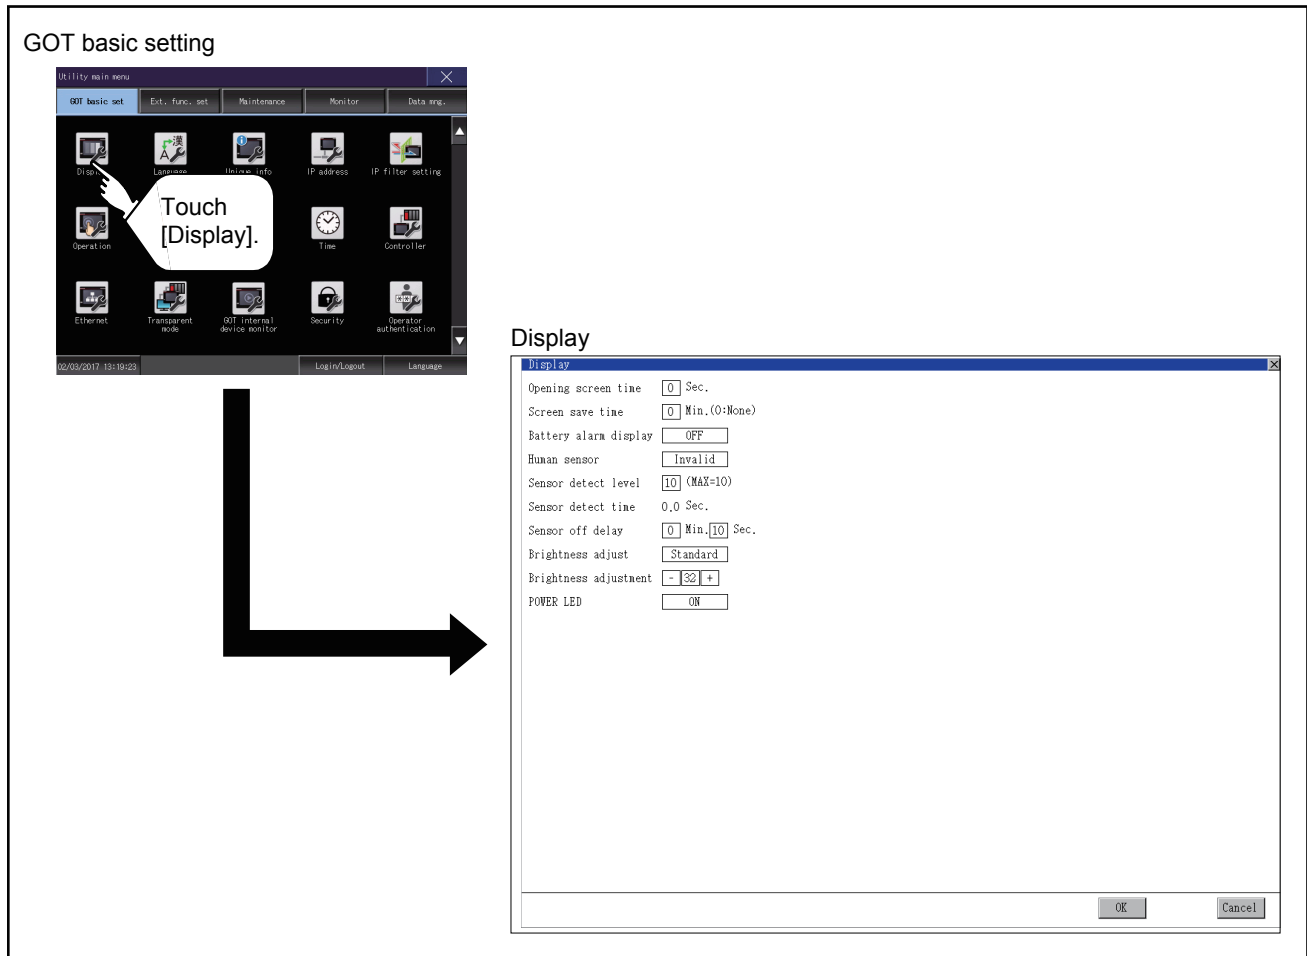 GOT basic setting
Utility main menu
GOT basic set Ext. func. set Maintenance Monitor Data mng.
Language Unique info IP address IP filter setting
Touch
[Display].
Operation Time Controller
Ethernet Transparent mode GOT internal device monitor Security Operator authentication
02/03/2017 13:19:23 Login/Logout Language
Display
Display
Opening screen time 0 Sec.
Screen save time 0 Min.(0:None)
Battery alarm display OFF
Human sensor Invalid
Sensor detect level 10 (MAX=10)
Sensor detect time 0.0 Sec.
Sensor off delay 0 Min. 10 Sec.
Brightness adjust Standard
Brightness adjustment - 32 +
POWER LED ON
OK Cancel